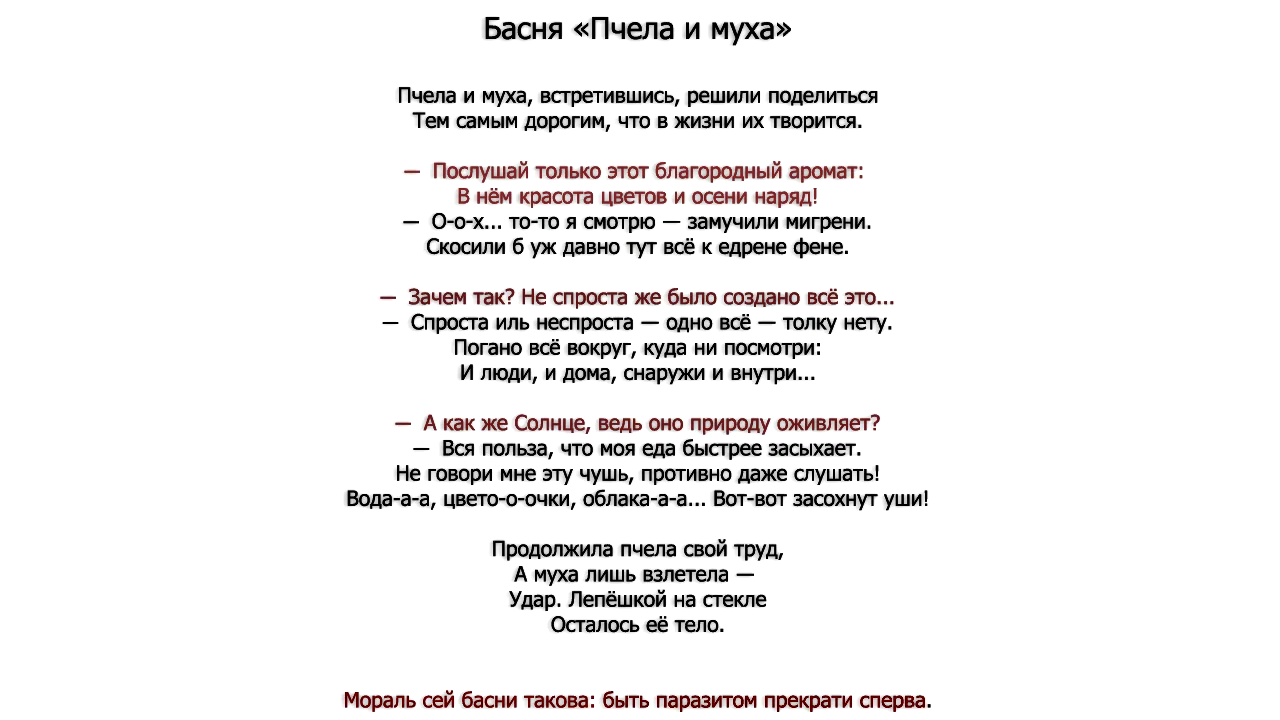 Басня «Пчела и муха»
Пчела и муха, встретившись, решили поделиться
Тем самым дорогим, что в жизни их творится.
— Послушай только этот благородный аромат:
В нём красота цветов и осени наряд!
— О-о-х... то-то я смотрю — замучили мигрени.
Скосили б уж давно тут всё к едрене фене.
— Зачем так? Не спроста же было создано всё это...
— Спроста иль неспроста — одно всё — толку нету.
Погано всё вокруг, куда ни посмотри:
И люди, и дома, снаружи и внутри...
— А как же Солнце, ведь оно природу оживляет?
— Вся польза, что моя еда быстрее засыхает.
Не говори мне эту чушь, противно даже слушать!
Вода-а-а, цвето-о-очки, облака-а-а... Вот-вот засохнут уши!
Продолжила пчела свой труд,
А муха лишь взлетела —
Удар. Лепёшкой на стекле
Осталось её тело.
Мораль сей басни такова: быть паразитом прекрати сперва.